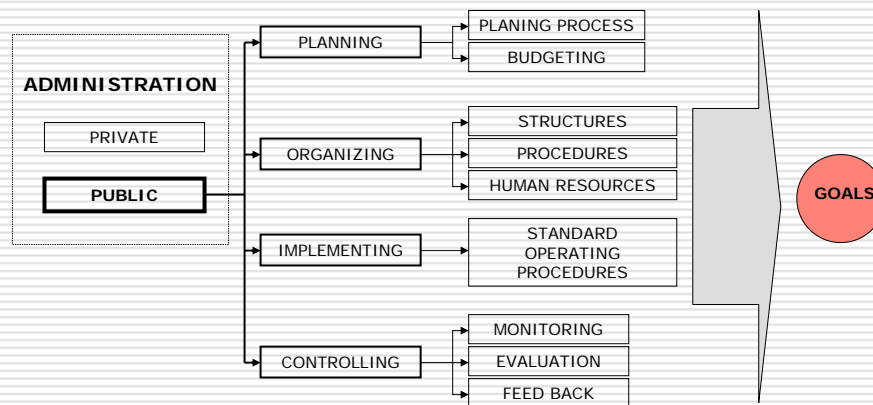 ADMINISTRATION
PRIVATE
PUBLIC
PLANNING
PLANING PROCESS
BUDGETING
ORGANIZING
STRUCTURES
PROCEDURES
HUMAN RESOURCES
IMPLEMENTING
STANDARD
OPERATING
PROCEDURES
CONTROLLING
MONITORING
EVALUATION
FEED BACK
GOALS